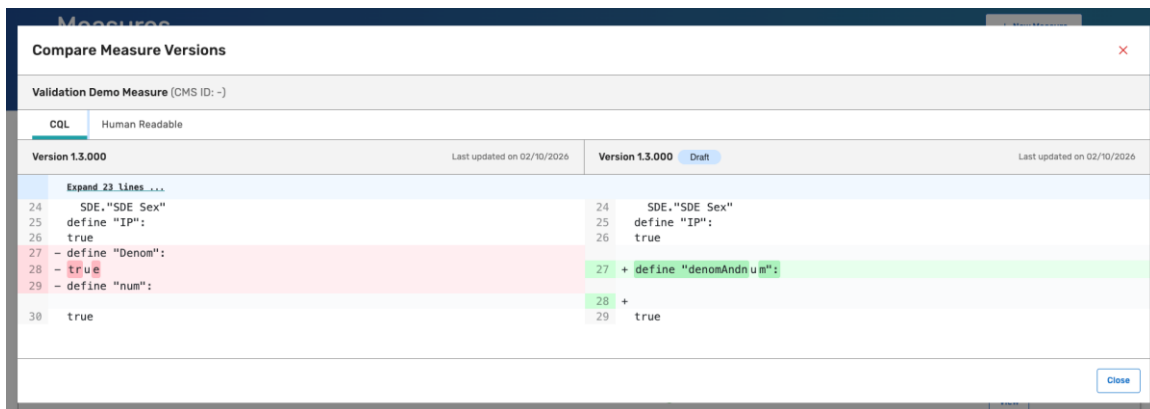 Measures
New Measure
Compare Measure Versions ×
Validation Demo Measure (CMS ID: -)
CQL Human Readable
Version 1.3.000 Last updated on 02/10/2026 Version 1.3.000 Draft Last updated on 02/10/2026
Expand 23 lines ...
24 SDE."SDE Sex" 24 SDE."SDE Sex"
25 define "IP": 25 define "IP":
26 true 26 true
27 - define "Denom":
28 - true 27 + define "denomAndnum":
29 - define "num":
28 +
30 true 29 true
Close
View